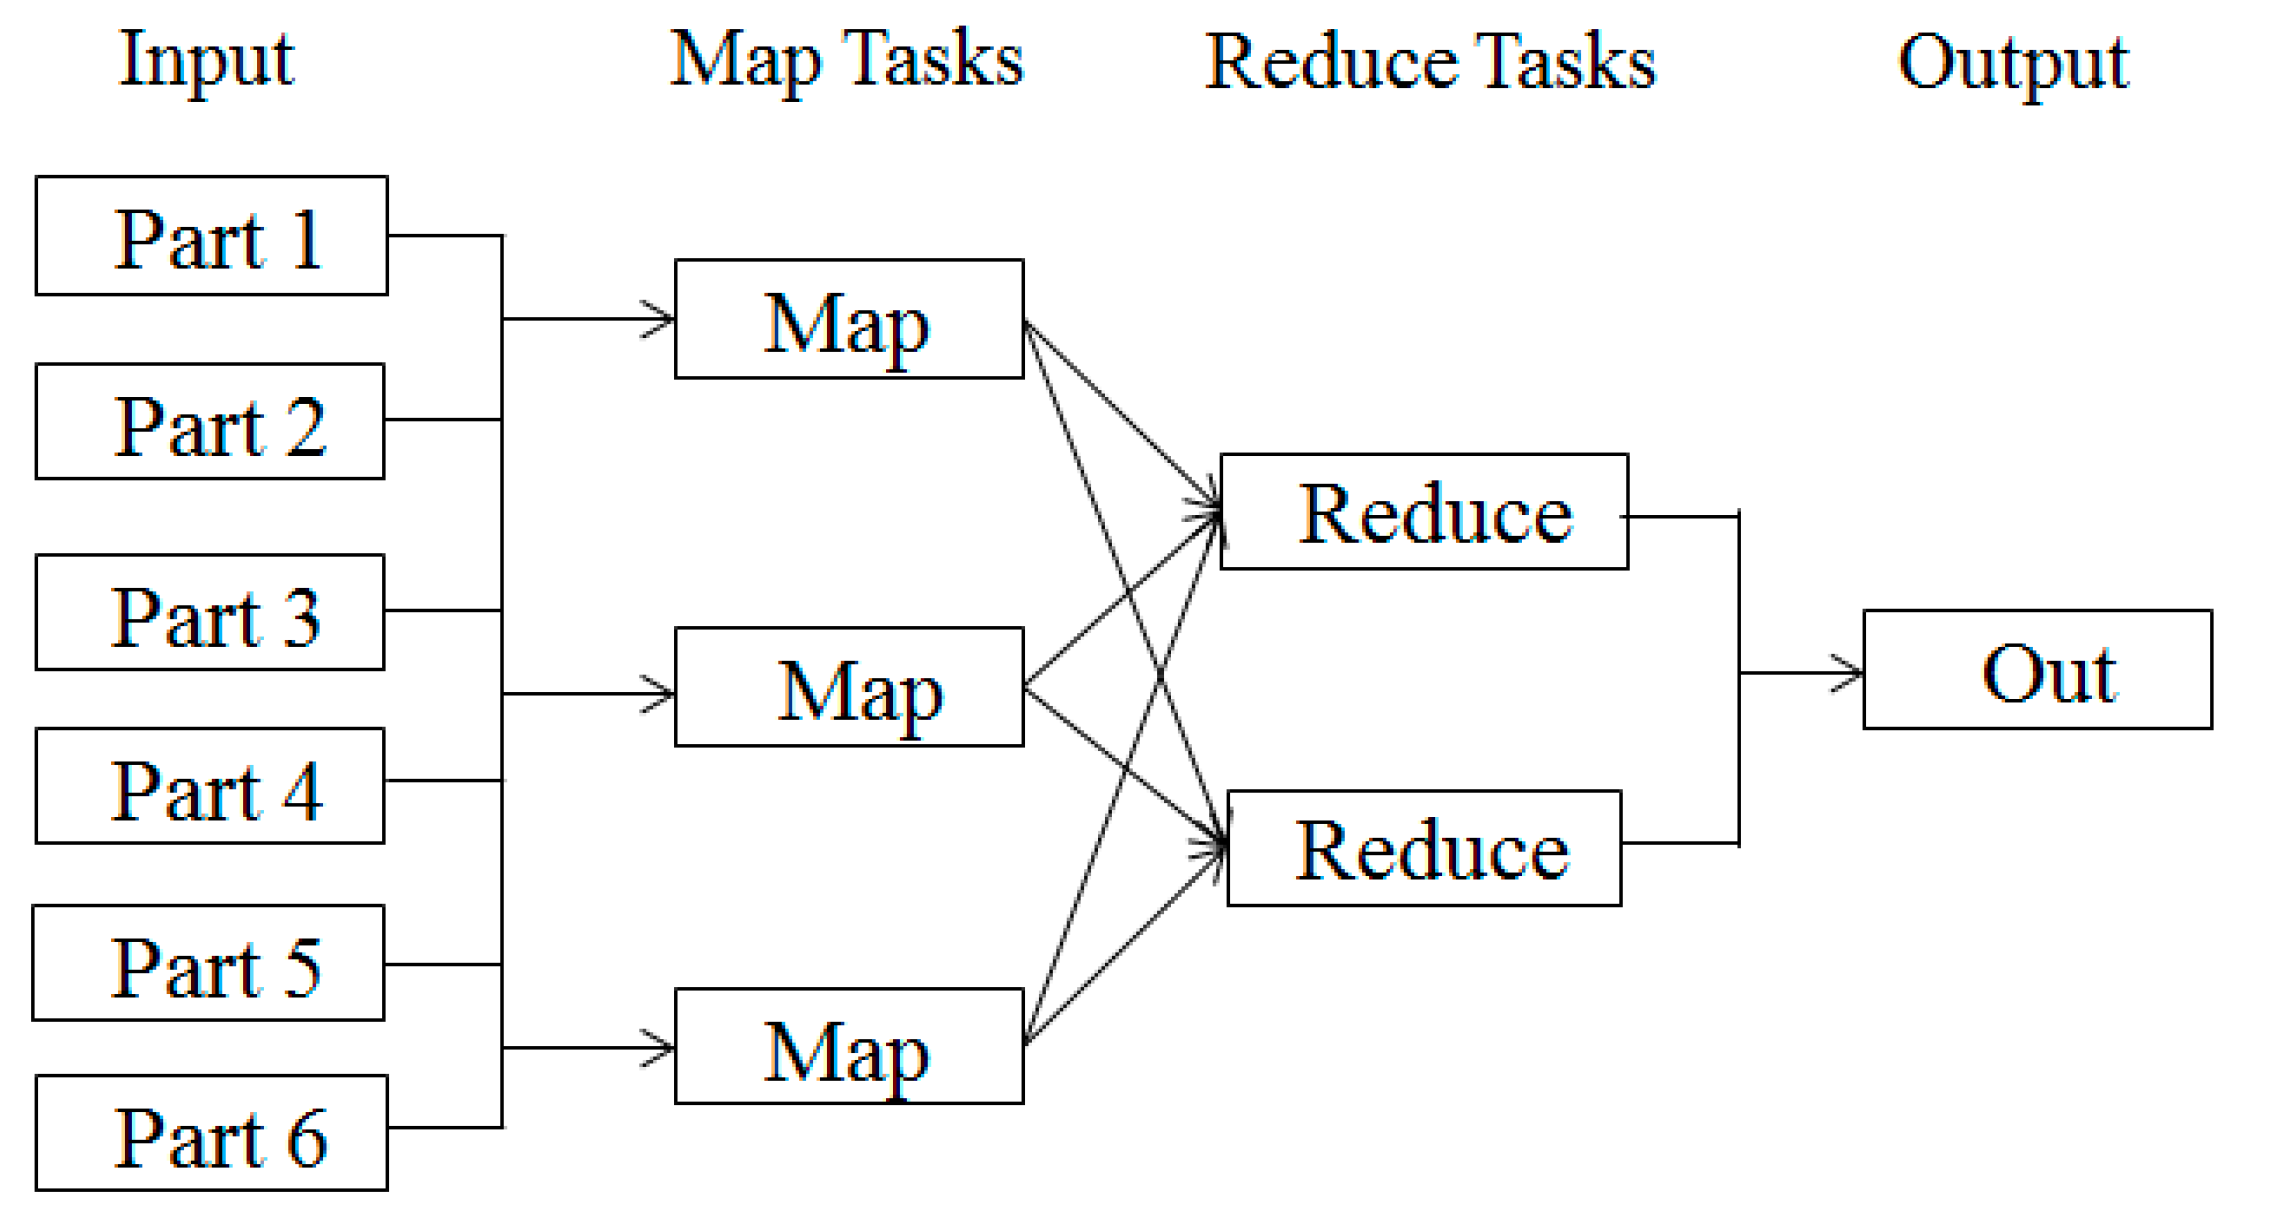 Input
Map Tasks
Reduce Tasks
Output
Part 1
Part 2
Part 3
Part 4
Part 5
Part 6
Map
Map
Map
Reduce
Reduce
Out